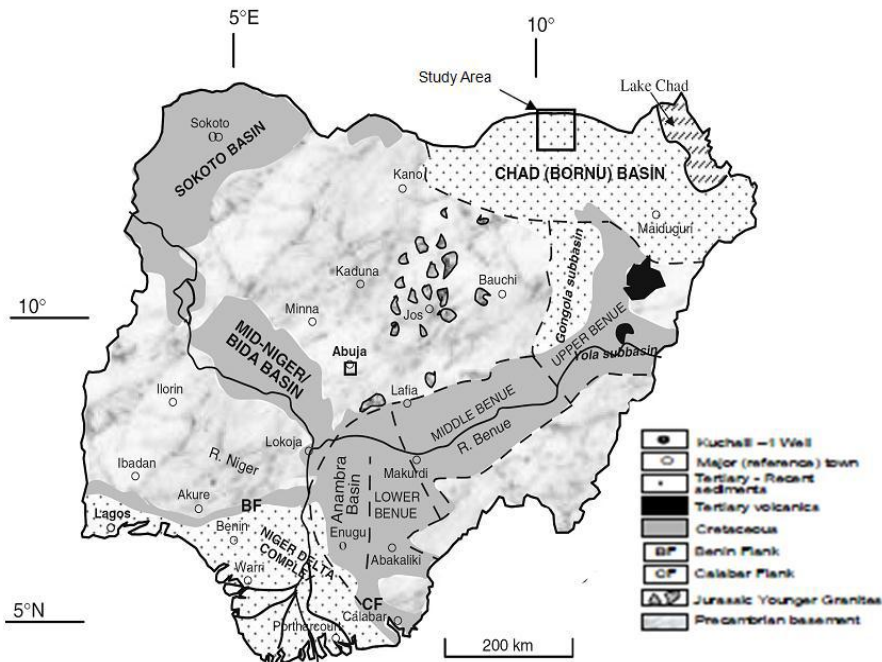 5°E
10°
Study Area
Lake Chad
Sokoto
SOKOTO BASIN
Kano
CHAD (BORNU) BASIN
Maiduguri
Gongola subbasin
Kaduna
Bauchi
Jos
Minna
10°
MID-NIGER/
BIDA BASIN
Abuja
UPPER BENUE
Yola subbasin
Ilorin
Lafia
MIDDLE BENUE
R. Benue
Lokoja
R. Niger
Ibadan
Makurdi
Akure
BF
Anambra
Basin
LOWER
BENUE
Lagos
Benin
Enugu
Abakaliki
NIGER DELTA
COMPLEX
Warri
CF
Calabar
5°N
Portharcourt
200 km
Kuchalli -1 Well
Major (reference) town
Tertiary - Recent
sediments
Tertiary volcanics
Cretaceous
BF
Benin Flank
CF
Calabar Flank
Jurassic Younger Granites
Precambrian basement